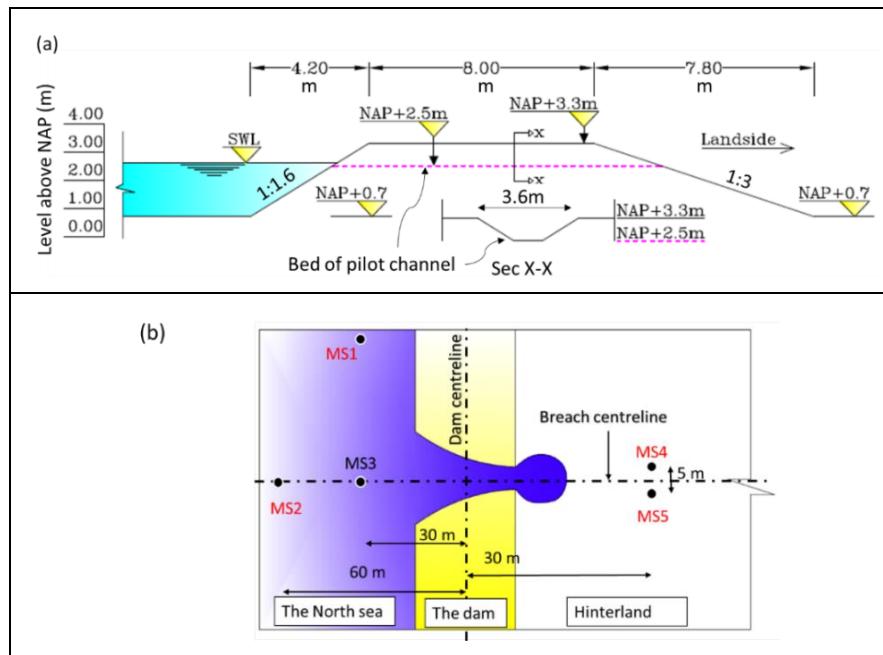 (a)
4.20 m
8.00 m
7.80 m
Level above NAP (m)
4.00
3.00
2.00
1.00
0.00
SWL
NAP+2.5m
NAP+3.3m
x
x
Landside
1:1.6
NAP+0.7
3.6m
1:3
NAP+0.7
NAP+3.3m
NAP+2.5m
Bed of pilot channel
Sec X-X
(b)
MS1
Dam centreline
Breach centreline
MS3
MS4
MS2
5 m
MS5
30 m
30 m
60 m
The North sea
The dam
Hinterland